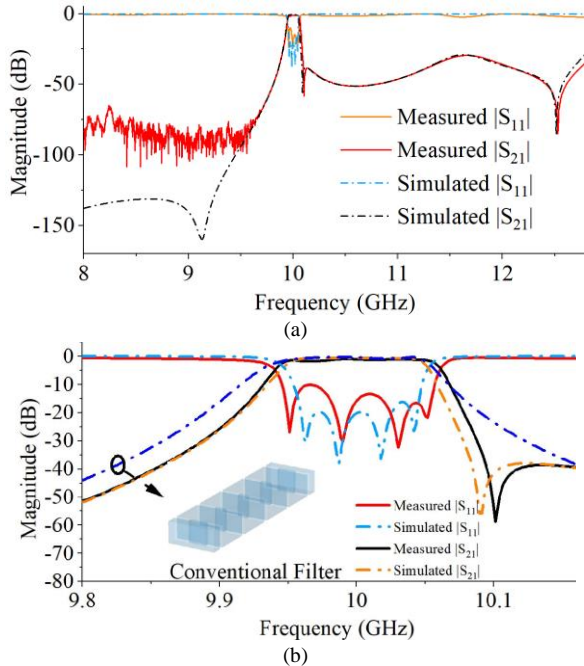 0
-50
-100
-150
Magnitude (dB)
Measured |S11|
Measured |S21|
Simulated |S11|
Simulated |S21|
8 9 10 11 12
Frequency (GHz)
(a)
0
-10
-20
-30
-40
-50
-60
-70
-80
Magnitude (dB)
Conventional Filter
Measured |S11|
Simulated |S11|
Measured |S21|
Simulated |S21|
9.8 9.9 10 10.1
Frequency (GHz)
(b)